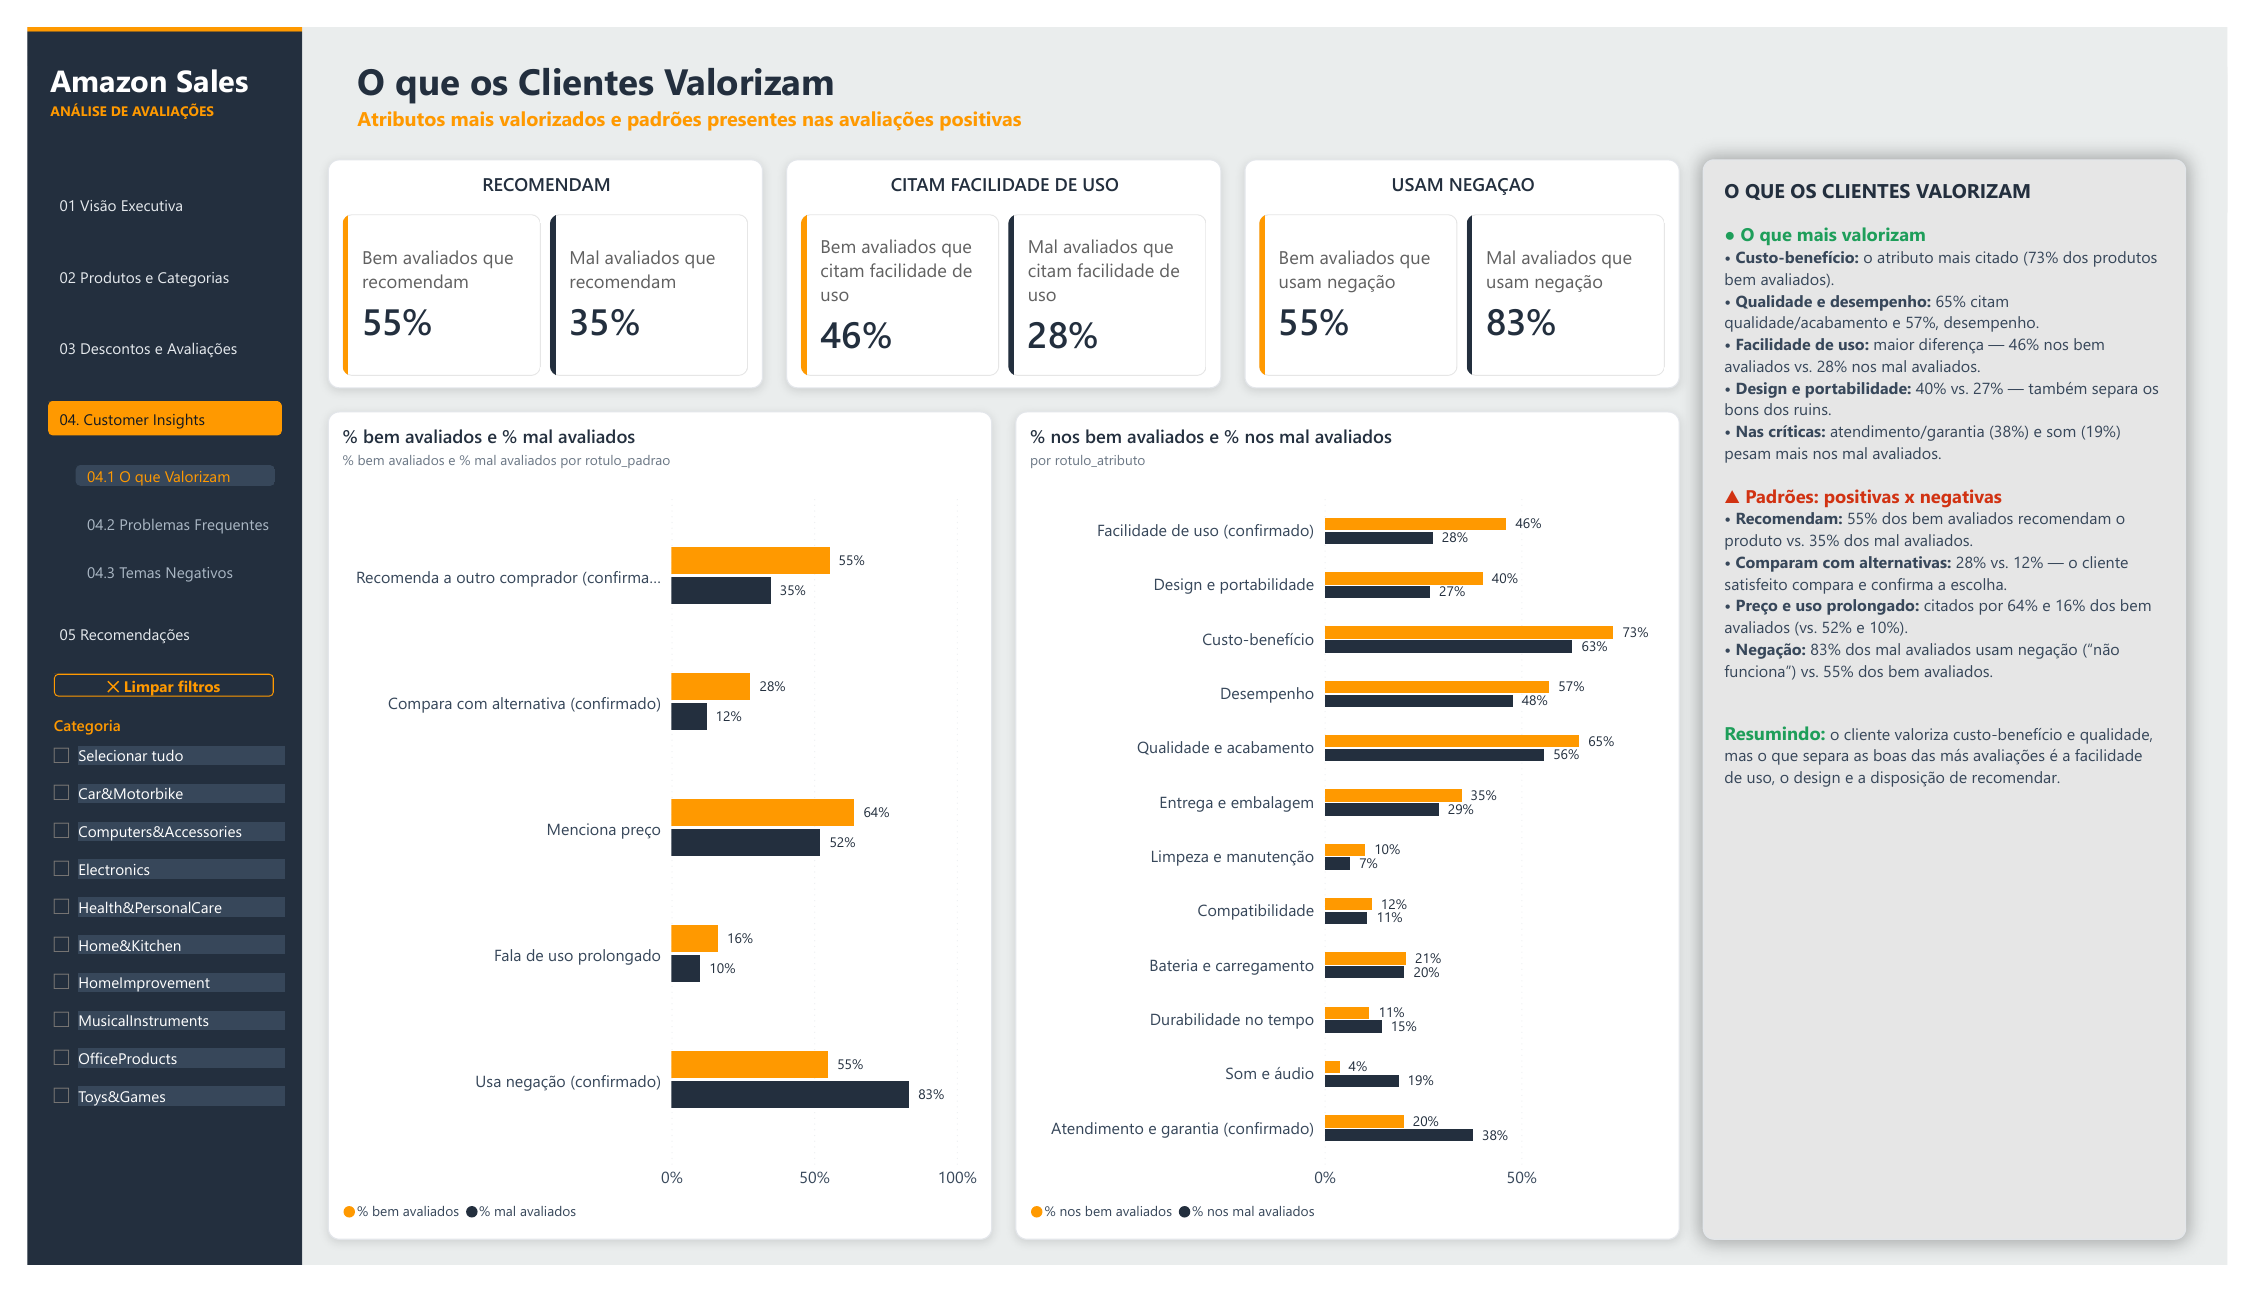 Amazon Sales
ANÁLISE DE AVALIAÇÕES
01 Visão Executiva
02 Produtos e Categorias
03 Descontos e Avaliações
04. Customer Insights
04.1 O que Valorizam
04.2 Problemas Frequentes
04.3 Temas Negativos
05 Recomendações
Limpar filtros
Categoria
Selecionar tudo
Car&Motorbike
Computers&Accessories
Electronics
Health&PersonalCare
Home&Kitchen
HomeImprovement
MusicalInstruments
OfficeProducts
Toys&Games
O que os Clientes Valorizam
Atributos mais valorizados e padrões presentes nas avaliações positivas
RECOMENDAM
Bem avaliados que
recomendam
55%
Mal avaliados que
recomendam
35%
CITAM FACILIDADE DE USO
Bem avaliados que
citam facilidade de
uso
46%
Mal avaliados que
citam facilidade de
uso
28%
USAM NEGAÇAO
Bem avaliados que
usam negação
55%
Mal avaliados que
usam negação
83%
% bem avaliados e % mal avaliados
% bem avaliados e % mal avaliados por rotulo_padrao
Recomenda a outro comprador (confirma...
55%
35%
Compara com alternativa (confirmado)
28%
12%
Menciona preço
64%
52%
Fala de uso prolongado
16%
10%
Usa negação (confirmado)
55%
83%
0%
50%
100%
% bem avaliados
% mal avaliados
% nos bem avaliados e % nos mal avaliados
por rotulo_atributo
Facilidade de uso (confirmado)
46%
28%
Design e portabilidade
40%
27%
Custo-benefício
73%
63%
Desempenho
57%
48%
Qualidade e acabamento
65%
56%
Entrega e embalagem
35%
29%
Limpeza e manutenção
10%
7%
Compatibilidade
12%
11%
Bateria e carregamento
21%
20%
Durabilidade no tempo
11%
15%
Som e áudio
4%
19%
Atendimento e garantia (confirmado)
20%
38%
0%
50%
% nos bem avaliados
% nos mal avaliados
O QUE OS CLIENTES VALORIZAM
● O que mais valorizam
• Custo-benefício: o atributo mais citado (73% dos produtos
bem avaliados).
• Qualidade e desempenho: 65% citam
qualidade/acabamento e 57%, desempenho.
• Facilidade de uso: maior diferença — 46% nos bem
avaliados vs. 28% nos mal avaliados.
• Design e portabilidade: 40% vs. 27% — também separa os
bons dos ruins.
• Nas críticas: atendimento/garantia (38%) e som (19%)
pesam mais nos mal avaliados.
▲ Padrões: positivas x negativas
• Recomendam: 55% dos bem avaliados recomendam o
produto vs. 35% dos mal avaliados.
• Comparam com alternativas: 28% vs. 12% — o cliente
satisfeito compara e confirma a escolha.
• Preço e uso prolongado: citados por 64% e 16% dos bem
avaliados (vs. 52% e 10%).
• Negação: 83% dos mal avaliados usam negação (“não
funciona”) vs. 55% dos bem avaliados.
Resumindo: o cliente valoriza custo-benefício e qualidade,
mas o que separa as boas das más avaliações é a facilidade
de uso, o design e a disposição de recomendar.